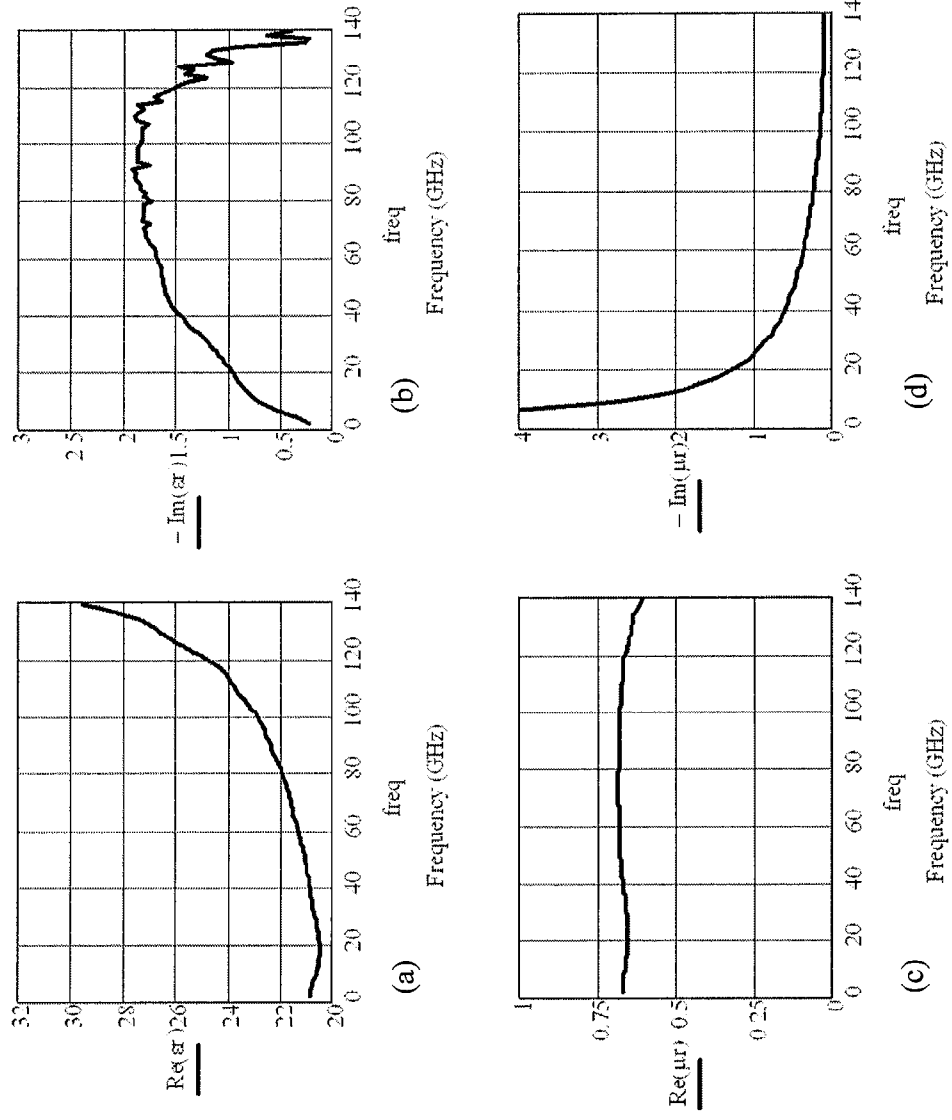 32
30
28
Re(εr) 26
24
22
20
0 20 40 60 80 100 120 140
freq
Frequency (GHz)
(a)
3
2.5
2
− Im(εr) 1.5
1
0.5
0
0 20 40 60 80 100 120 140
freq
Frequency (GHz)
(b)
1
0.75
Re(μr) 0.5
0.25
0
0 20 40 60 80 100 120 140
freq
Frequency (GHz)
(c)
4
3
− Im(μr) 2
1
0
0 20 40 60 80 100 120 14
freq
Frequency (GHz)
(d)